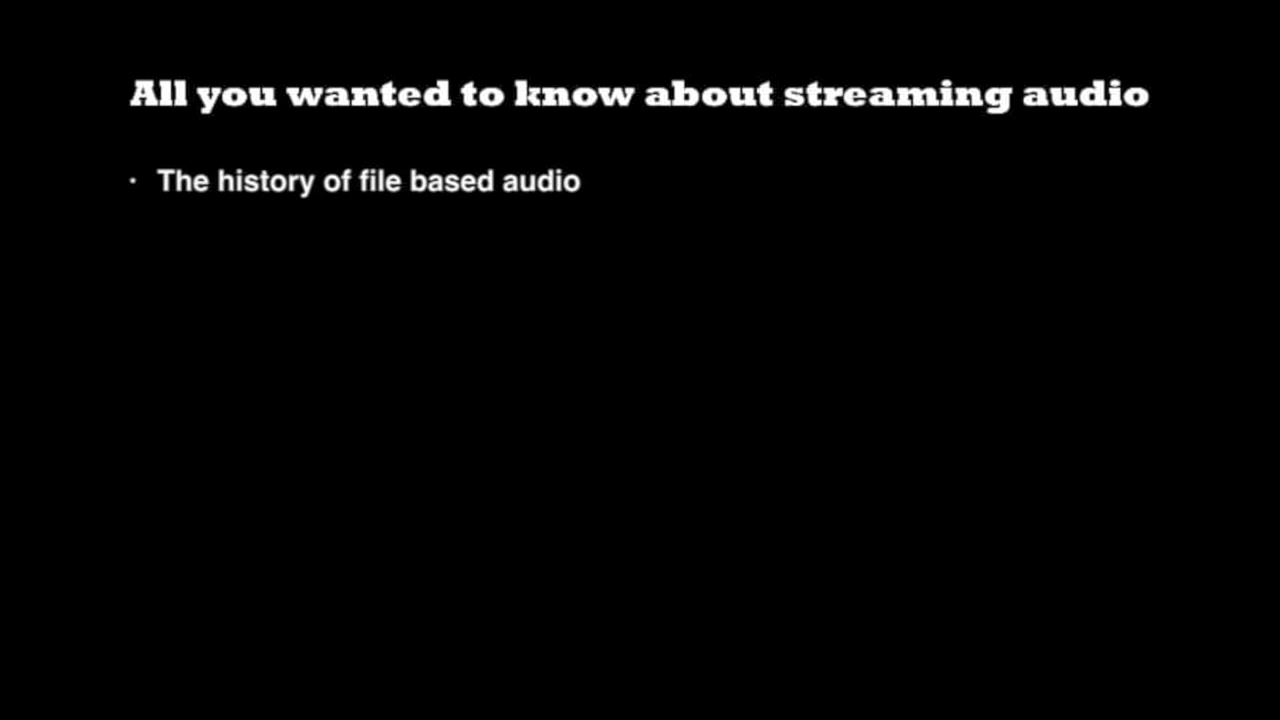 All you wanted to know about streaming audio
· The history of file based audio